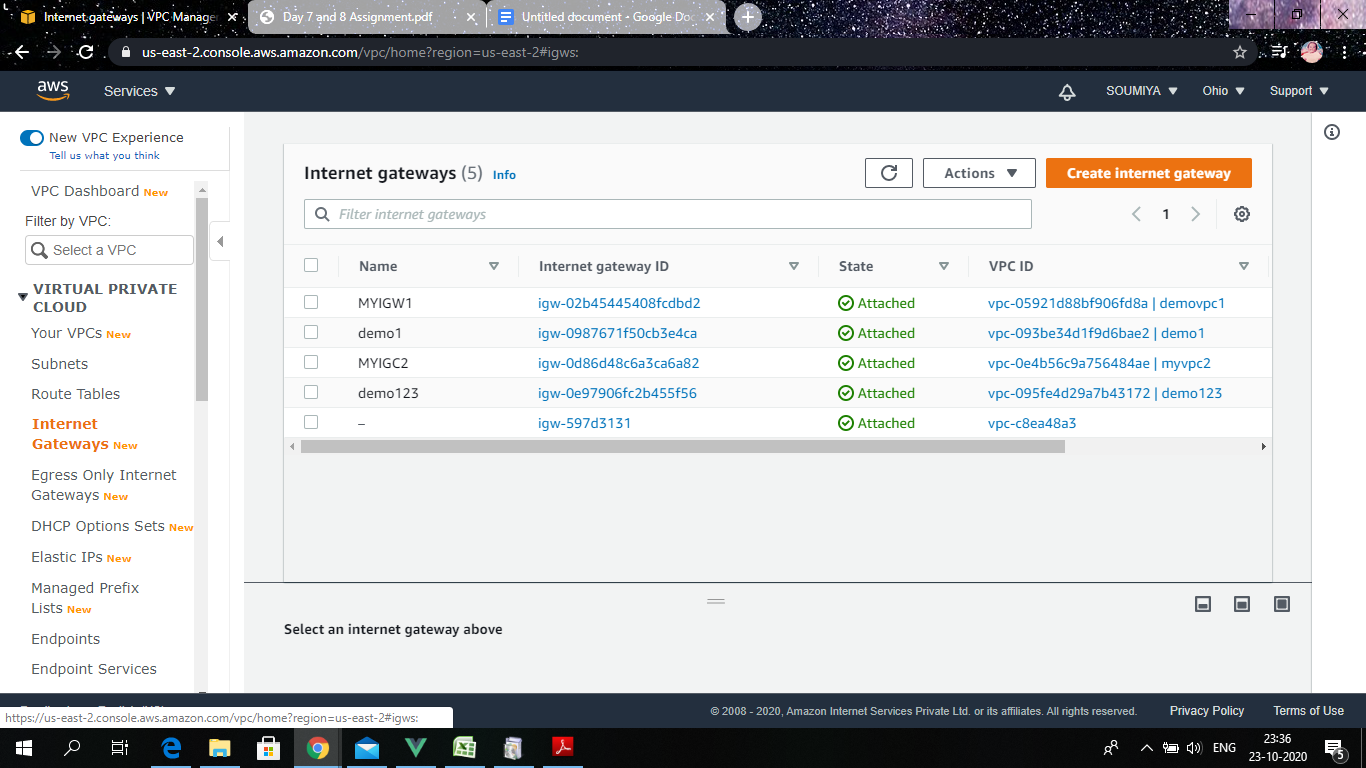 Internet gateways | VPC Manage
Day 7 and 8 Assignment.pdf
Untitled document - Google Doc
us-east-2.console.aws.amazon.com/vpc/home?region=us-east-2#igws:
aws
Services
SOUMIYA
Ohio
Support
New VPC Experience
Tell us what you think
VPC Dashboard New
Filter by VPC:
Select a VPC
VIRTUAL PRIVATE
CLOUD
Your VPCs New
Subnets
Route Tables
Internet
Gateways New
Egress Only Internet
Gateways New
DHCP Options Sets New
Elastic IPs New
Managed Prefix
Lists New
Endpoints
Endpoint Services
Internet gateways (5) Info
Actions
Create internet gateway
Filter internet gateways
1
Name Internet gateway ID State VPC ID
MYIGW1 igw-02b45445408fcdbd2 Attached vpc-05921d88bf906fd8a | demovpc1
demo1 igw-0987671f50cb3e4ca Attached vpc-093be34d1f9d6bae2 | demo1
MYIGC2 igw-0d86d48c6a3ca6a82 Attached vpc-0e4b56c9a756484ae | myvpc2
demo123 igw-0e97906fc2b455f56 Attached vpc-095fe4d29a7b43172 | demo123
– igw-597d3131 Attached vpc-c8ea48a3
Select an internet gateway above
https://us-east-2.console.aws.amazon.com/vpc/home?region=us-east-2#igws:
© 2008 - 2020, Amazon Internet Services Private Ltd. or its affiliates. All rights reserved.
Privacy Policy
Terms of Use
ENG
23:36
23-10-2020
5